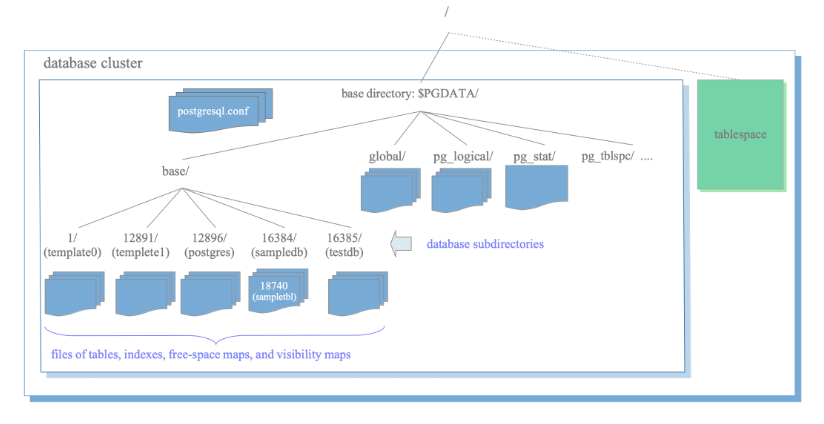 /
database cluster
base directory: $PGDATA/
postgresql.conf
tablespace
base/
global/
pg_logical/
pg_stat/
pg_tblspc/ ....
1/
(template0)
12891/
(templete1)
12896/
(postgres)
16384/
(sampledb)
16385/
(testdb)
database subdirectories
18740
(sampletbl)
files of tables, indexes, free-space maps, and visibility maps